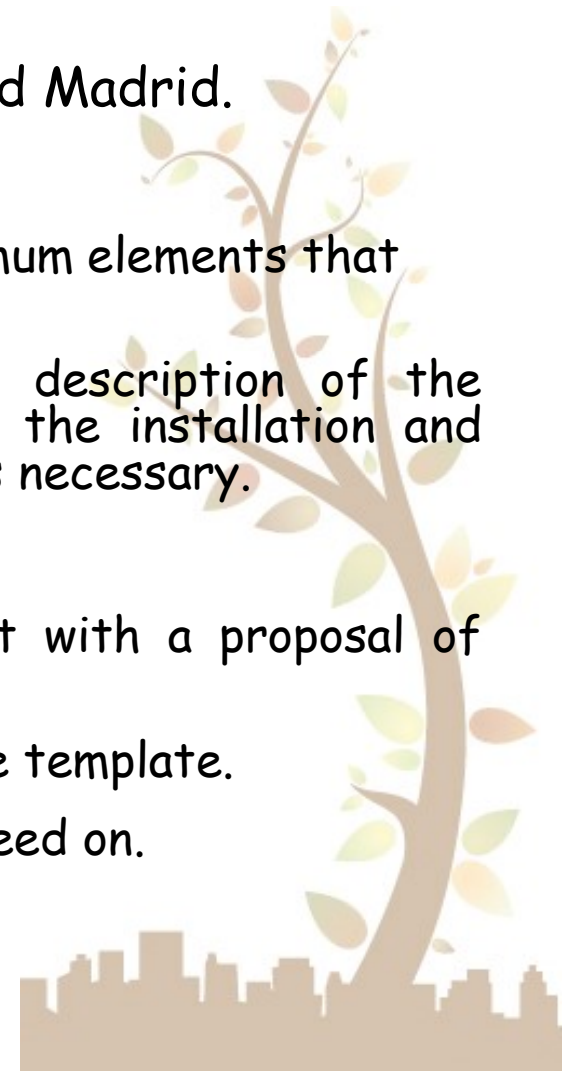 d Madrid.
num elements that
description of the
the installation and
s necessary.
t with a proposal of
e template.
eed on.